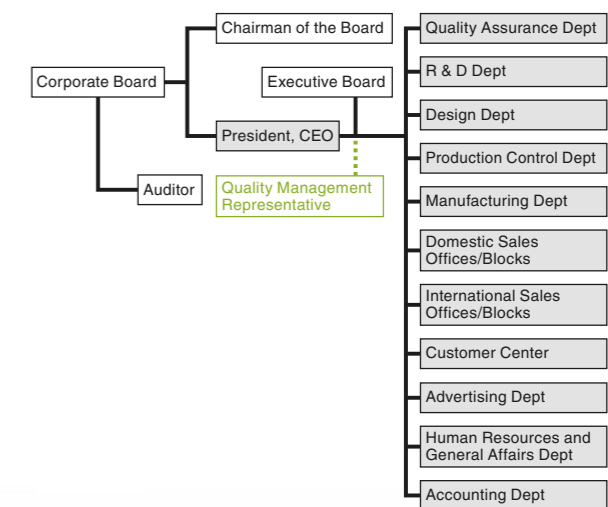 Corporate Board
Auditor
Chairman of the Board
Executive Board
President, CEO
Quality Management
Representative
Quality Assurance Dept
R & D Dept
Design Dept
Production Control Dept
Manufacturing Dept
Domestic Sales
Offices/Blocks
International Sales
Offices/Blocks
Customer Center
Advertising Dept
Human Resources and
General Affairs Dept
Accounting Dept